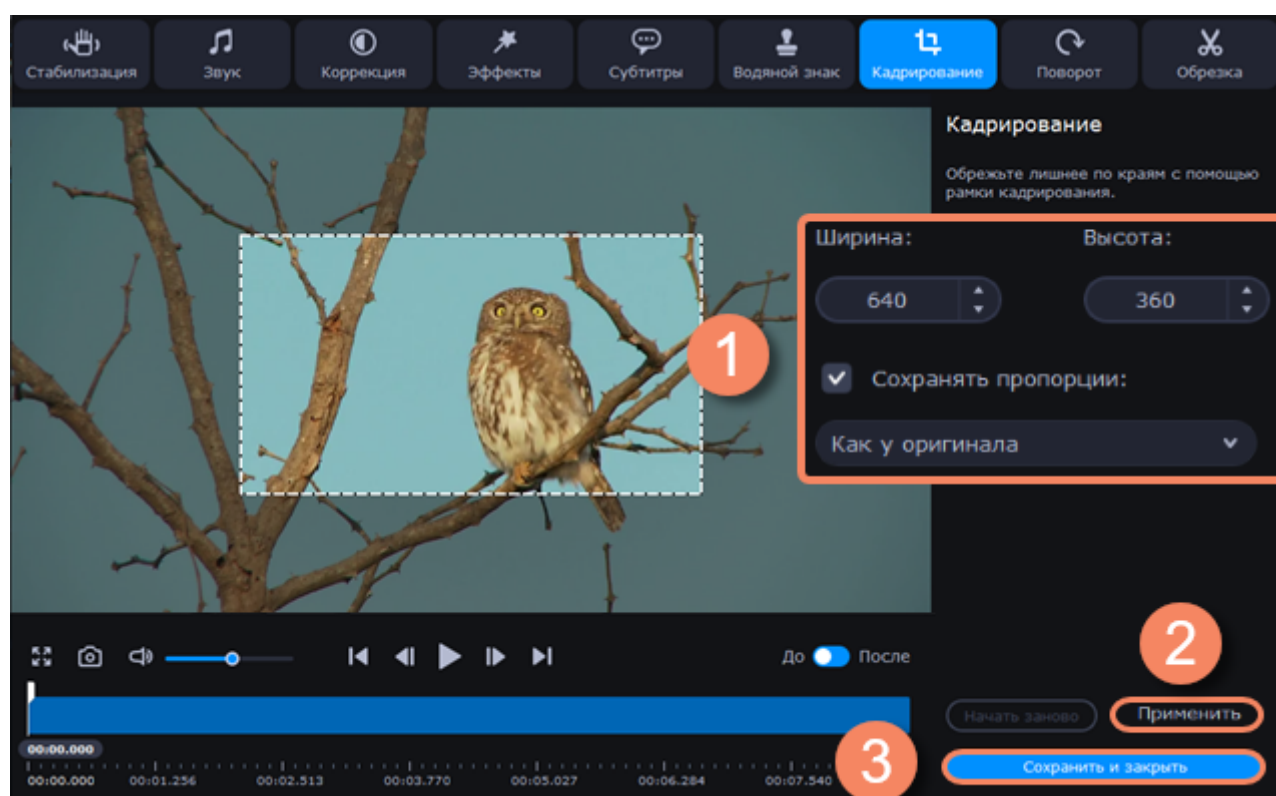 Стабилизация
Звук
Коррекция
Эффекты
Субтитры
Водяной знак
Кадрирование
Поворот
Обрезка
Кадрирование
Обрежьте лишнее по краям с помощью
рамки кадрирования.
Ширина: Высота:
640 360
1
Сохранять пропорции:
Как у оригинала
До После
2
Начать заново Применить
3
Сохранить и закрыть
00:00.000
00:00.000 00:01.256 00:02.513 00:03.770 00:05.027 00:06.284 00:07.540